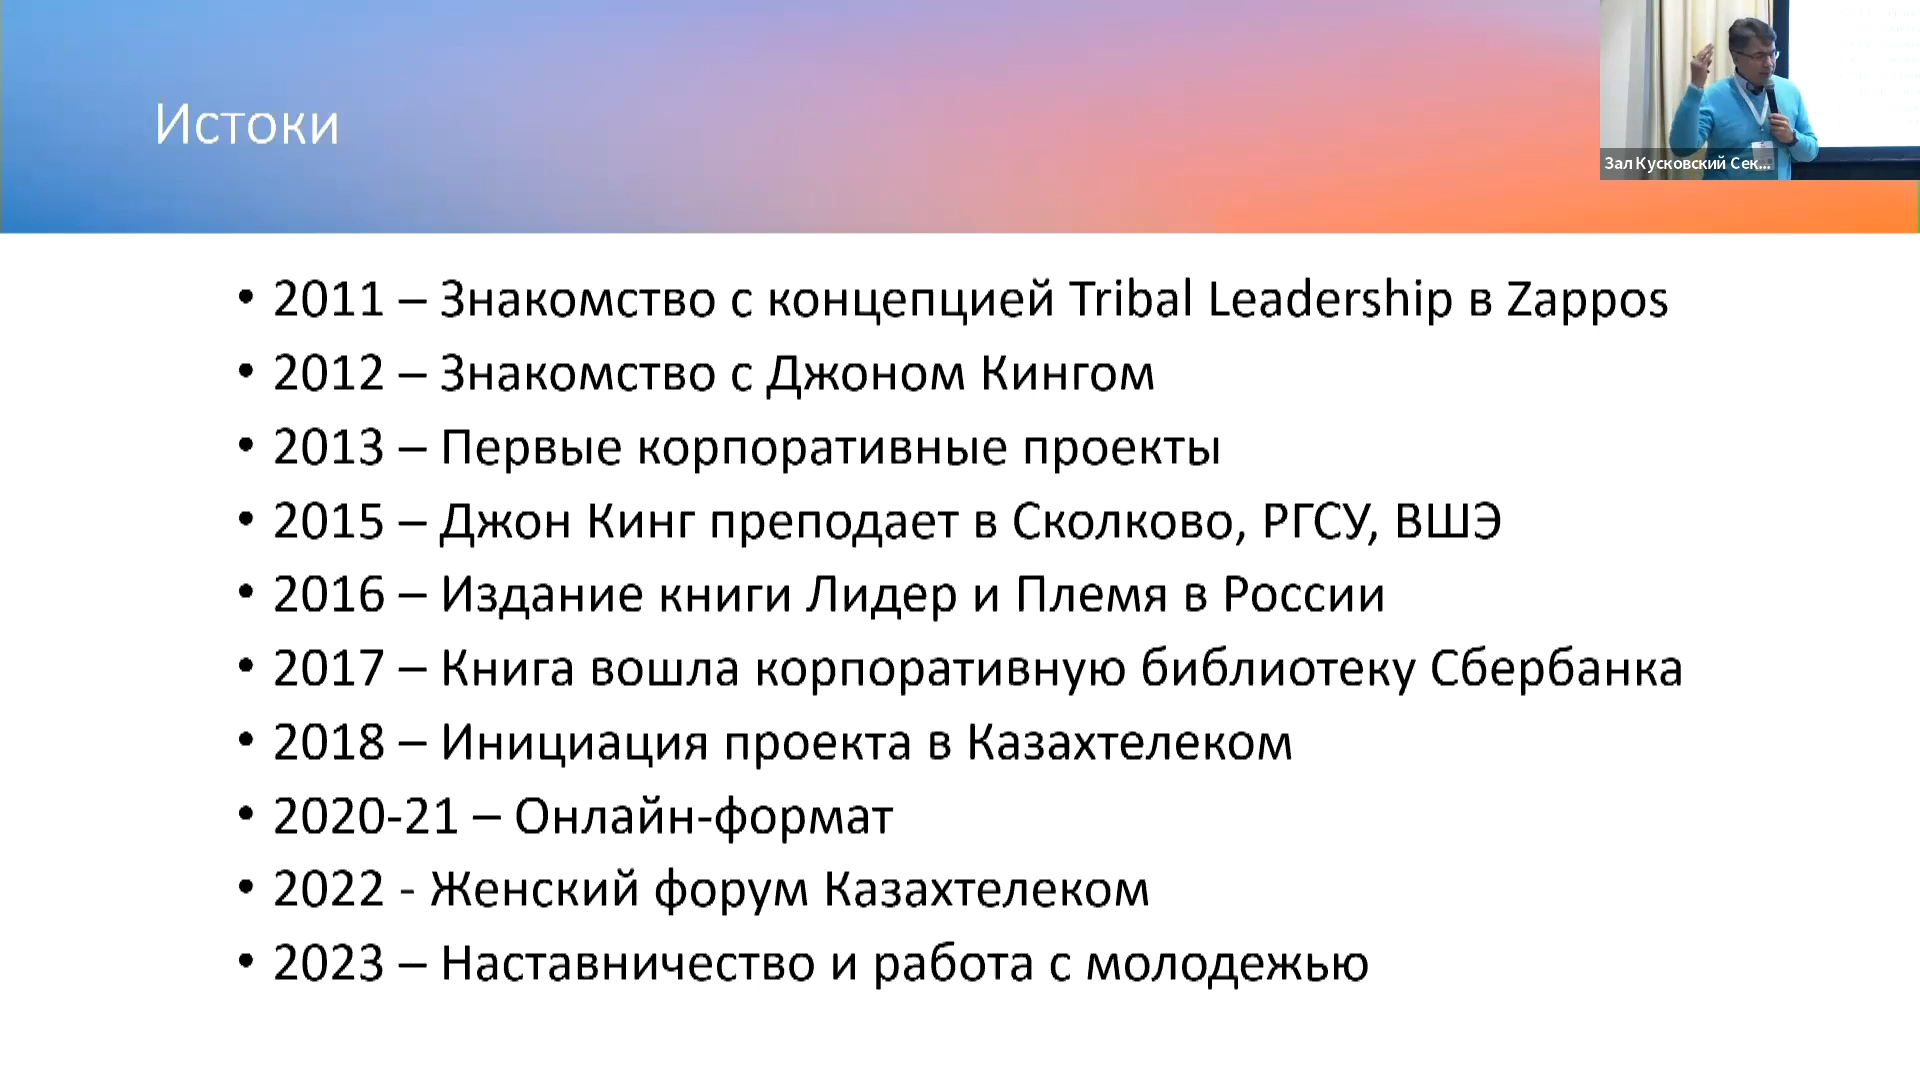 Истоки
Зал Кусковский Сек...
• 2011 – Знакомство с концепцией Tribal Leadership в Zappos
• 2012 – Знакомство с Джоном Кингом
• 2013 – Первые корпоративные проекты
• 2015 – Джон Кинг преподает в Сколково, РГСУ, ВШЭ
• 2016 – Издание книги Лидер и Племя в России
• 2017 – Книга вошла корпоративную библиотеку Сбербанка
• 2018 – Инициация проекта в Казахтелеком
• 2020-21 – Онлайн-формат
• 2022 - Женский форум Казахтелеком
• 2023 – Наставничество и работа с молодежью